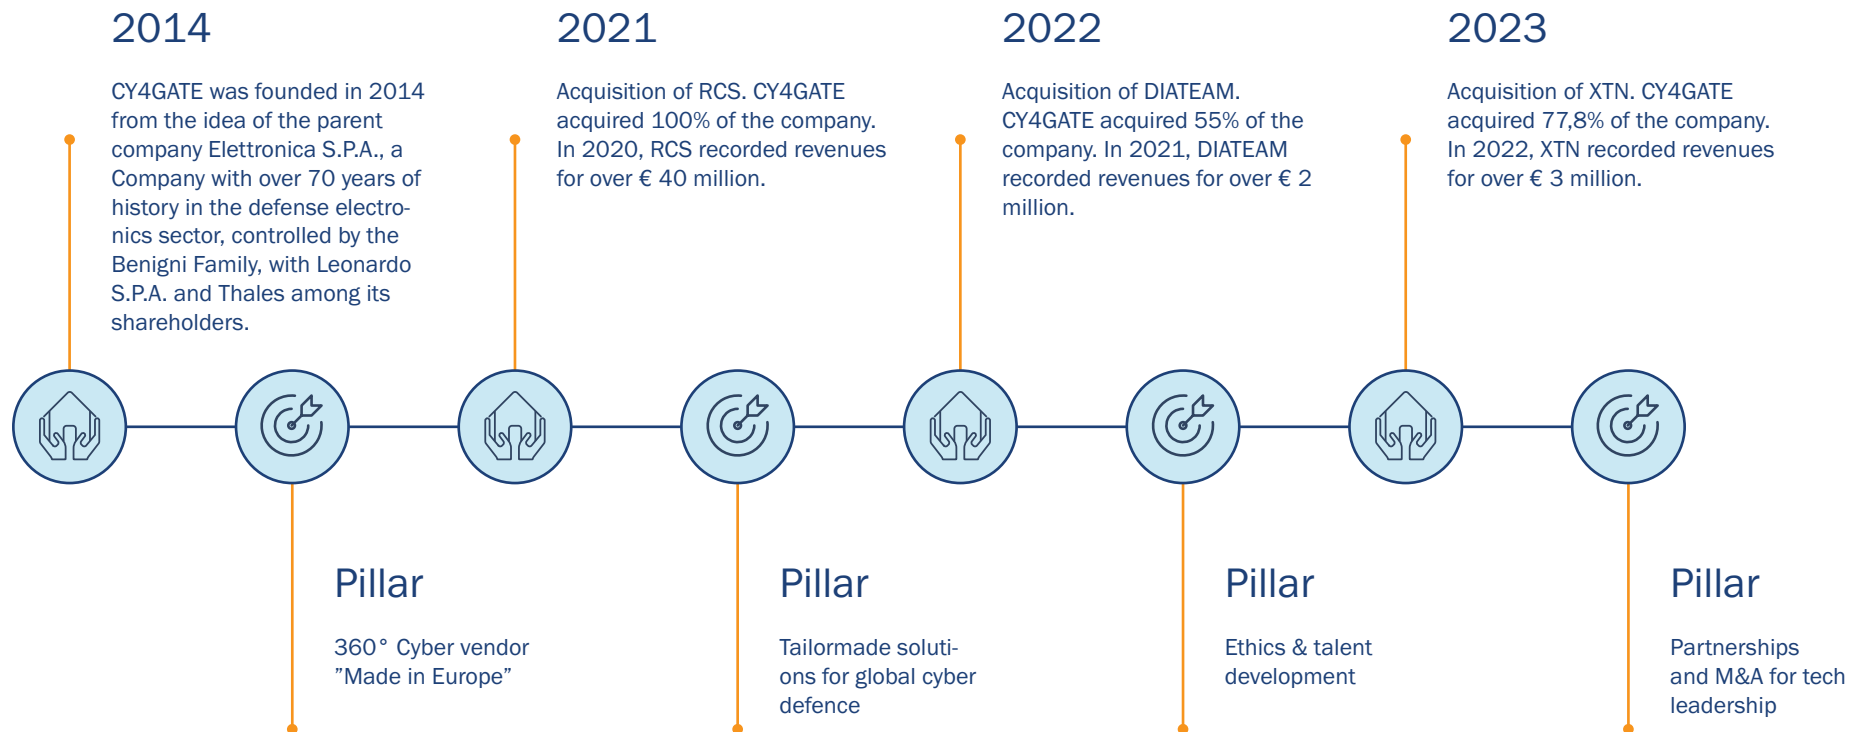 2014
CY4GATE was founded in 2014
from the idea of the parent
company Elettronica S.P.A., a
Company with over 70 years of
history in the defense electro-
nics sector, controlled by the
Benigni Family, with Leonardo
S.P.A. and Thales among its
shareholders.
2021
Acquisition of RCS. CY4GATE
acquired 100% of the company.
In 2020, RCS recorded revenues
for over € 40 million.
2022
Acquisition of DIATEAM.
CY4GATE acquired 55% of the
company. In 2021, DIATEAM
recorded revenues for over € 2
million.
2023
Acquisition of XTN. CY4GATE
acquired 77,8% of the company.
In 2022, XTN recorded revenues
for over € 3 million.
Pillar
360° Cyber vendor
”Made in Europe”
Pillar
Tailormade soluti-
ons for global cyber
defence
Pillar
Ethics & talent
development
Pillar
Partnerships
and M&A for tech
leadership